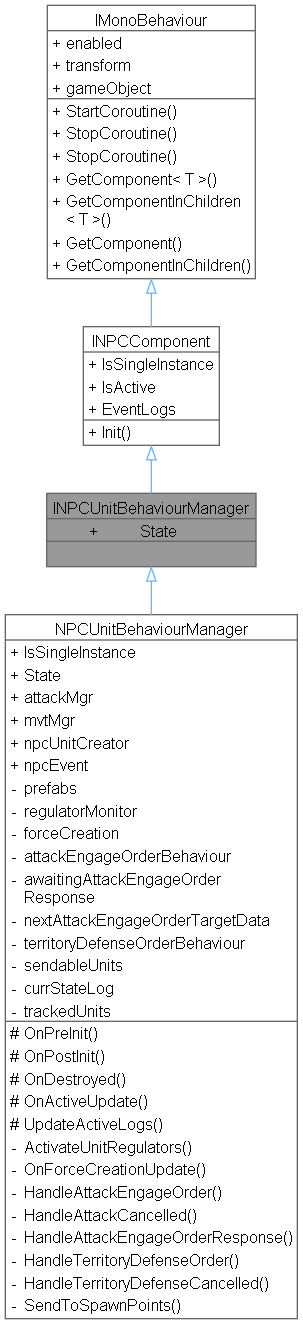 IMonoBehaviour
+ enabled
+ transform
+ gameObject
+ StartCoroutine()
+ StopCoroutine()
+ StopCoroutine()
+ GetComponent< T >()
+ GetComponentInChildren
< T >()
+ GetComponent()
+ GetComponentInChildren()
INPCComponent
+ IsSingleInstance
+ IsActive
+ EventLogs
+ Init()
INPCUnitBehaviourManager
+ State
NPCUnitBehaviourManager
+ IsSingleInstance
+ State
+ attackMgr
+ mvtMgr
+ npcUnitCreator
+ npcEvent
- prefabs
- regulatorMonitor
- forceCreation
- attackEngageOrderBehaviour
- awaitingAttackEngageOrder
Response
- nextAttackEngageOrderTargetData
- territoryDefenseOrderBehaviour
- sendableUnits
- currStateLog
- trackedUnits
# OnPreInit()
# OnPostInit()
# OnDestroyed()
# OnActiveUpdate()
# UpdateActiveLogs()
- ActivateUnitRegulators()
- OnForceCreationUpdate()
- HandleAttackEngageOrder()
- HandleAttackCancelled()
- HandleAttackEngageOrderResponse()
- HandleTerritoryDefenseOrder()
- HandleTerritoryDefenseCancelled()
- SendToSpawnPoints()